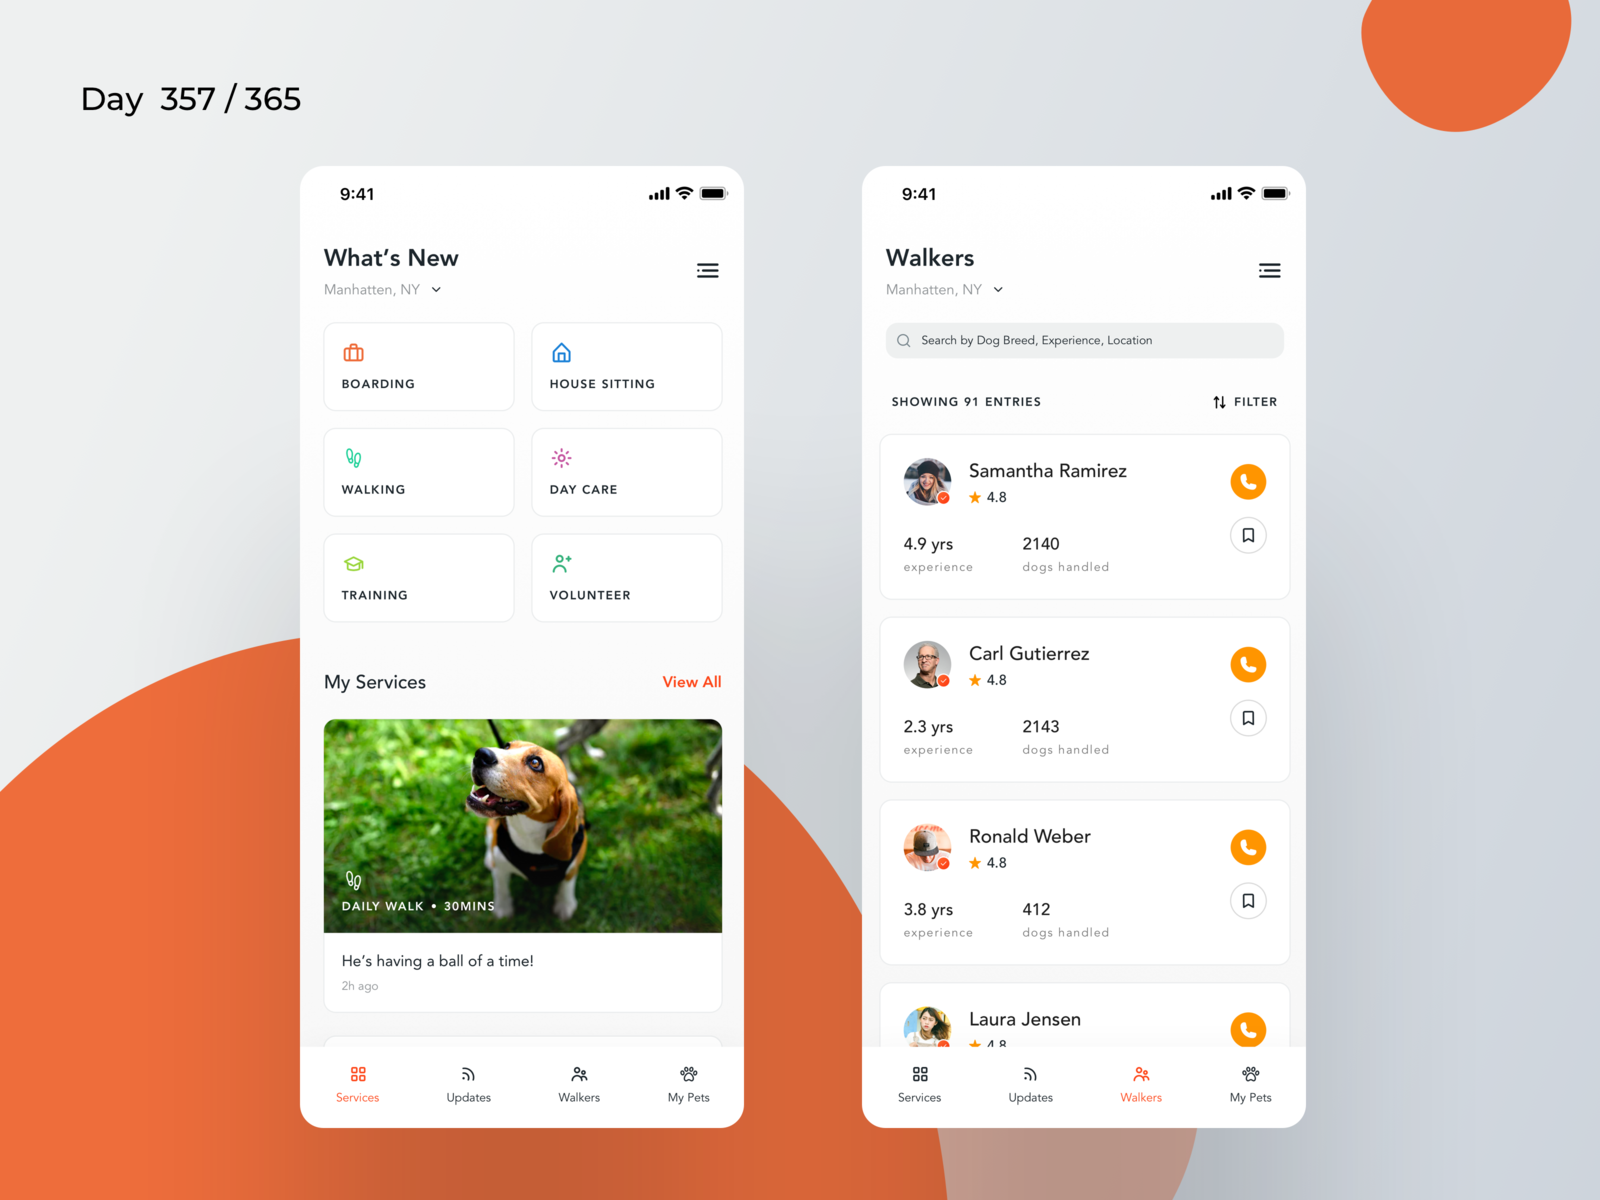 Day 357 / 365
9:41
What's New
Manhatten, NY
BOARDING
HOUSE SITTING
WALKING
DAY CARE
TRAINING
VOLUNTEER
My Services
View All
DAILY WALK • 30MINS
He's having a ball of a time!
2h ago
Services
Updates
Walkers
My Pets
9:41
Walkers
Manhatten, NY
Search by Dog Breed, Experience, Location
SHOWING 91 ENTRIES
FILTER
Samantha Ramirez
4.8
4.9 yrs
2140
experience
dogs handled
Carl Gutierrez
4.8
2.3 yrs
2143
experience
dogs handled
Ronald Weber
4.8
3.8 yrs
412
experience
dogs handled
Laura Jensen
4.8
Services
Updates
Walkers
My Pets